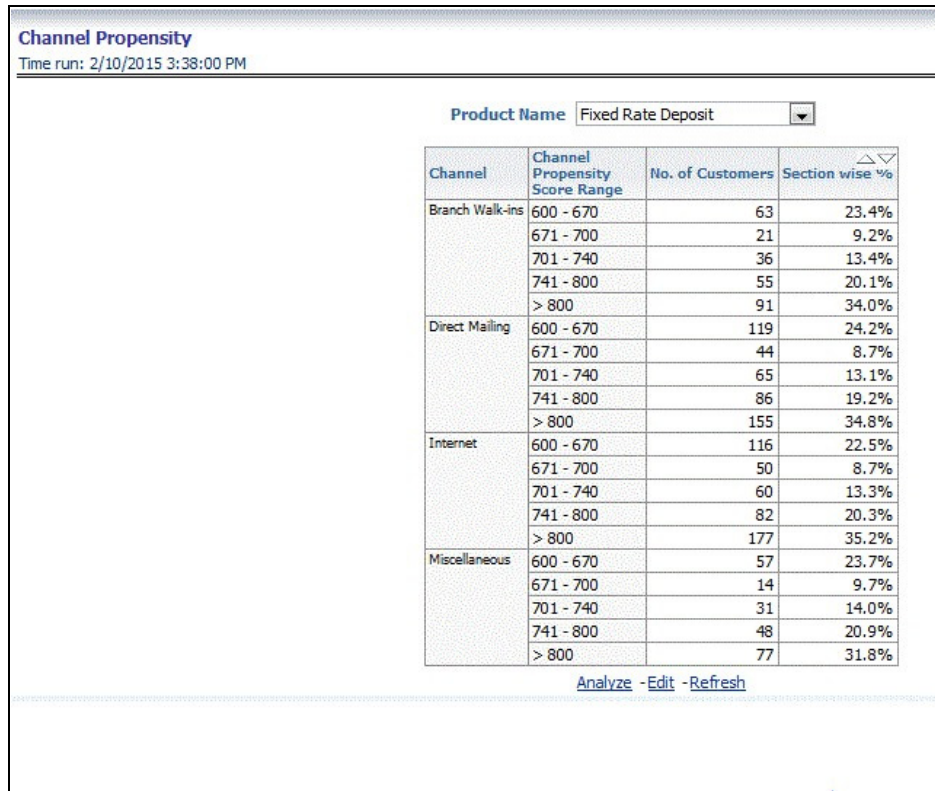 Channel Propensity
Time run: 2/10/2015 3:38:00 PM
Product Name Fixed Rate Deposit
Channel Channel Propensity Score Range No. of Customers Section wise %
Branch Walk-ins 600 - 670 63 23.4%
671 - 700 21 9.2%
701 - 740 36 13.4%
741 - 800 55 20.1%
> 800 91 34.0%
Direct Mailing 600 - 670 119 24.2%
671 - 700 44 8.7%
701 - 740 65 13.1%
741 - 800 86 19.2%
> 800 155 34.8%
Internet 600 - 670 116 22.5%
671 - 700 50 8.7%
701 - 740 60 13.3%
741 - 800 82 20.3%
> 800 177 35.2%
Miscellaneous 600 - 670 57 23.7%
671 - 700 14 9.7%
701 - 740 31 14.0%
741 - 800 48 20.9%
> 800 77 31.8%
Analyze - Edit - Refresh